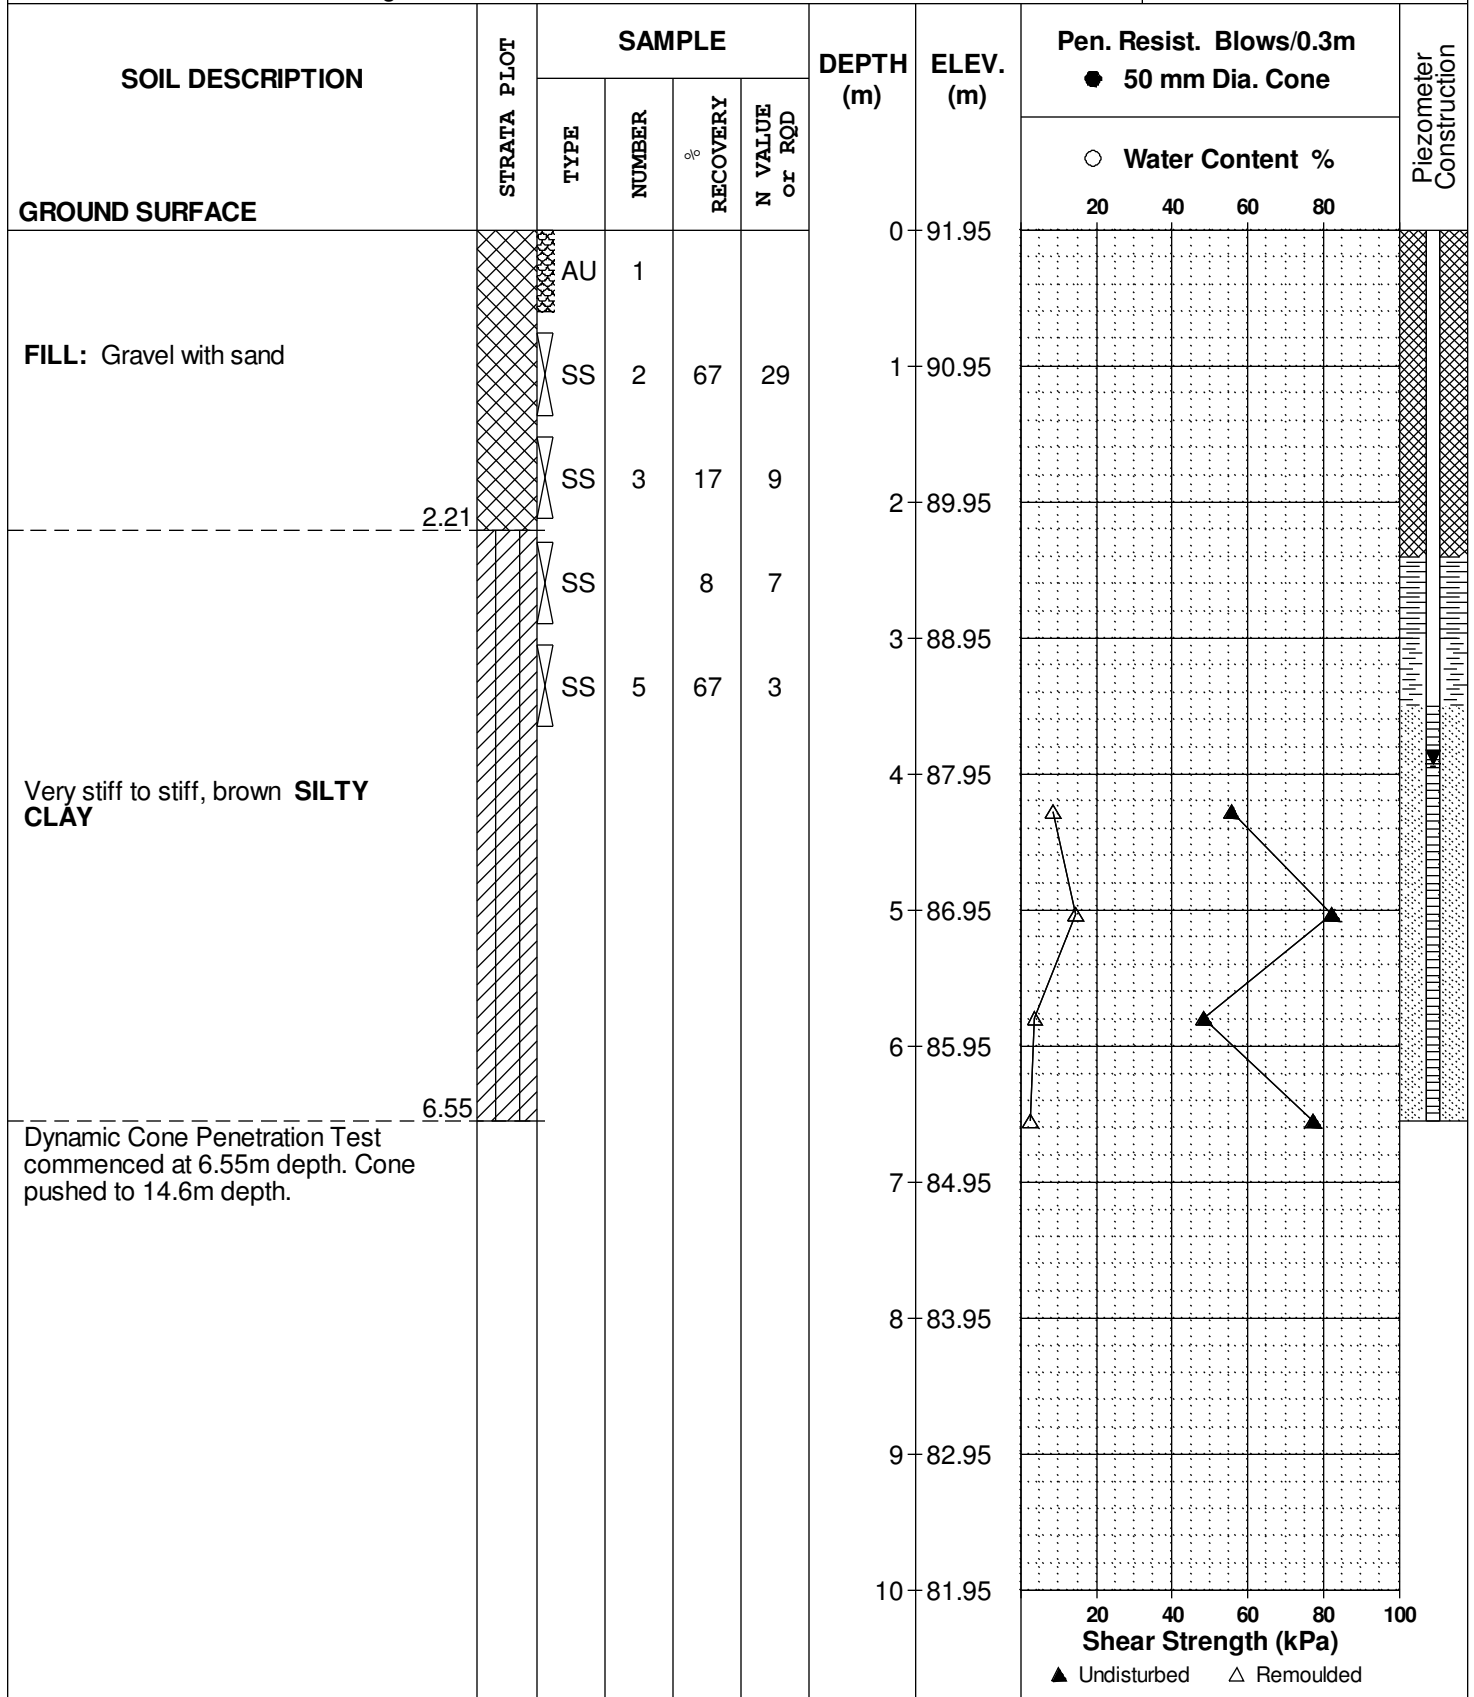 SOIL DESCRIPTION
GROUND SURFACE
STRATA PLOT
SAMPLE
TYPE
NUMBER
% RECOVERY
N VALUE or RQD
DEPTH (m)
ELEV. (m)
Pen. Resist. Blows/0.3m
● 50 mm Dia. Cone
○ Water Content %
20 40 60 80
Piezometer Construction
0 91.95
AU 1
FILL: Gravel with sand
SS 2 67 29
1 90.95
SS 3 17 9
2 89.95
2.21
SS 8 7
3 88.95
SS 5 67 3
4 87.95
Very stiff to stiff, brown SILTY
CLAY
5 86.95
6 85.95
6.55
Dynamic Cone Penetration Test
commenced at 6.55m depth. Cone
pushed to 14.6m depth.
7 84.95
8 83.95
9 82.95
10 81.95
20 40 60 80 100
Shear Strength (kPa)
▲ Undisturbed △ Remoulded